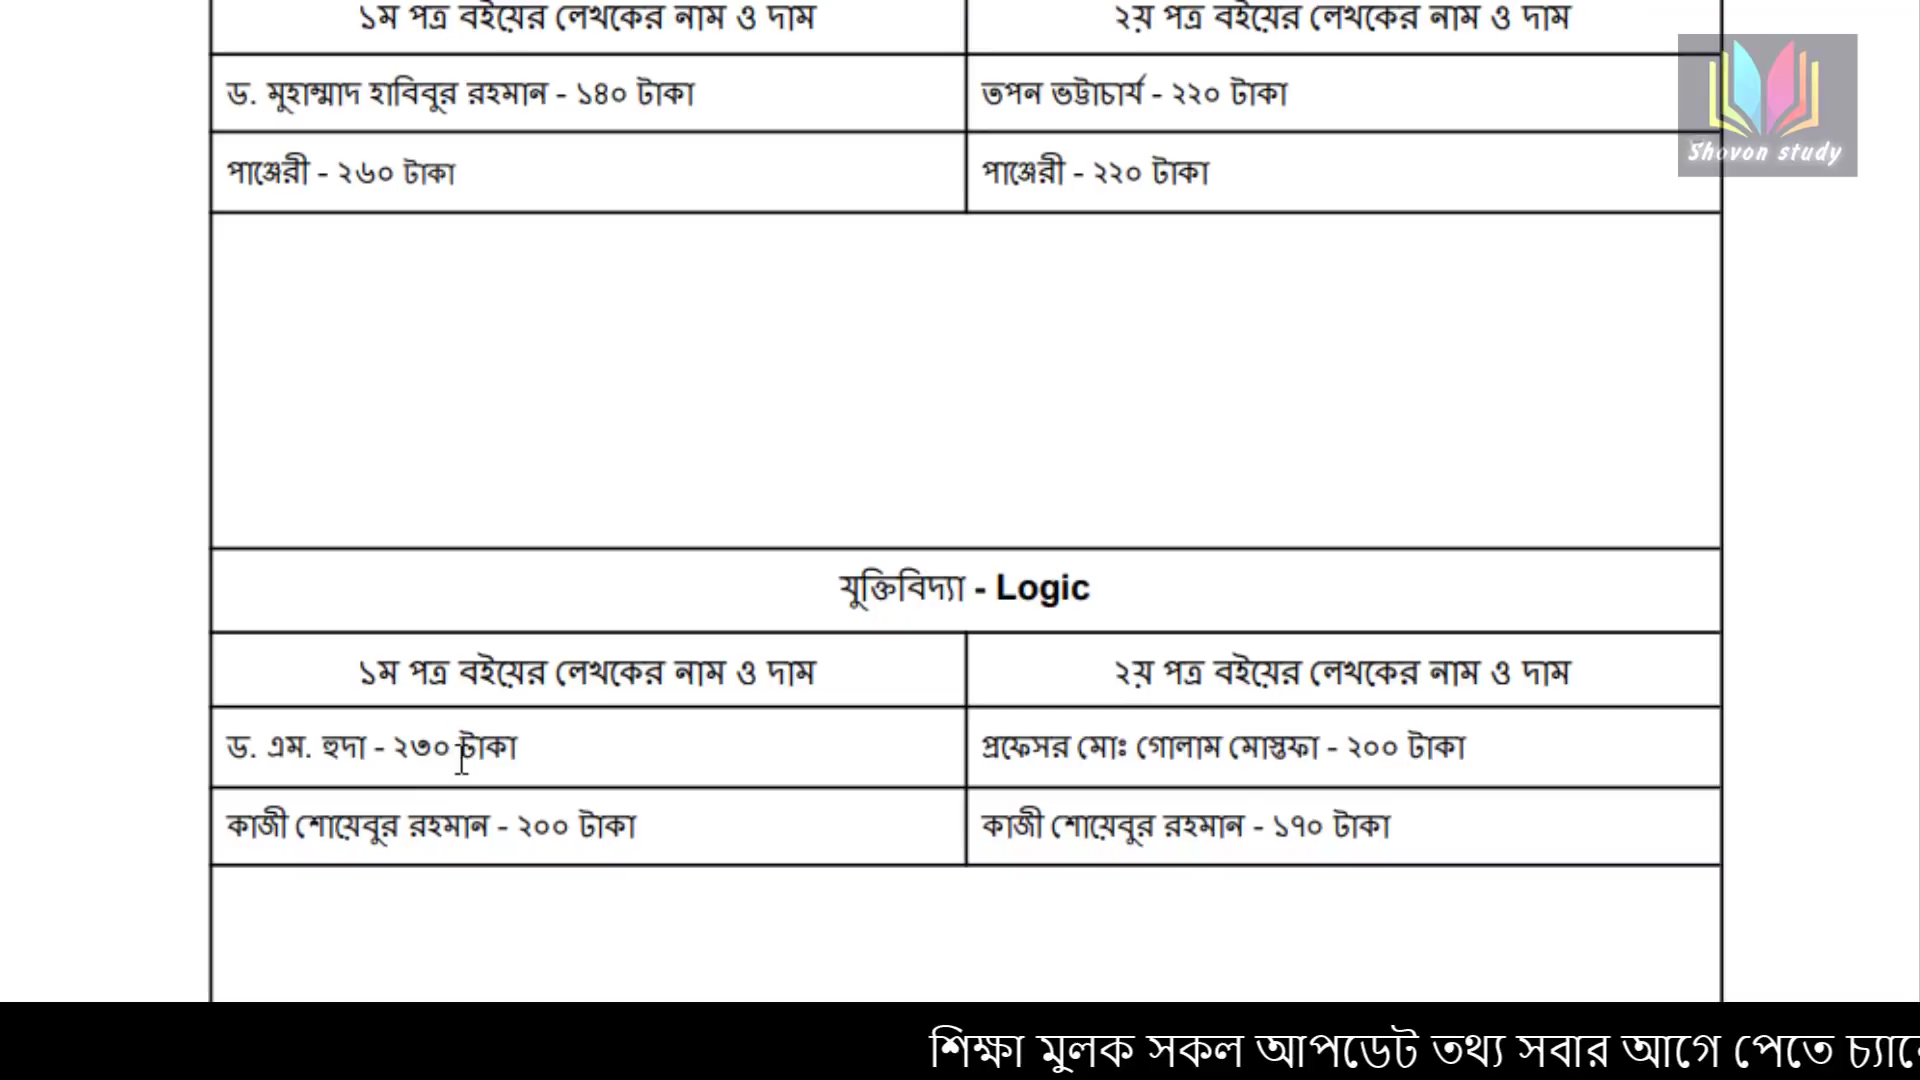 ১ম পত্র বইয়ের লেখকের নাম ও দাম
২য় পত্র বইয়ের লেখকের নাম ও দাম
ড. মুহাম্মাদ হাবিবুর রহমান - ১৪০ টাকা
তপন ভট্টাচার্য - ২২০ টাকা
পাঞ্জেরী - ২৬০ টাকা
পাঞ্জেরী - ২২০ টাকা
Shovon study
যুক্তিবিদ্যা - Logic
১ম পত্র বইয়ের লেখকের নাম ও দাম
২য় পত্র বইয়ের লেখকের নাম ও দাম
ড. এম. হুদা - ২৩০ টাকা
প্রফেসর মোঃ গোলাম মোস্তফা - ২০০ টাকা
কাজী শোয়েবুর রহমান - ২০০ টাকা
কাজী শোয়েবুর রহমান - ১৭০ টাকা
শিক্ষা মুলক সকল আপডেট তথ্য সবার আগে পেতে